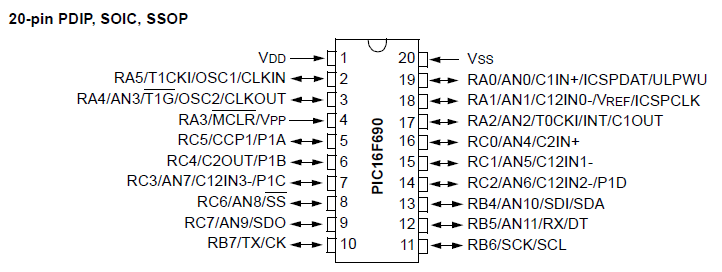 20-pin PDIP, SOIC, SSOP
VDD 1 20 VSS
RA5/T1CKI/OSC1/CLKIN 2 19 RA0/AN0/C1IN+/ICSPDAT/ULPWU
RA4/AN3/T1G/OSC2/CLKOUT 3 18 RA1/AN1/C12IN0-/VREF/ICSPCLK
RA3/MCLR/VPP 4 17 RA2/AN2/T0CKI/INT/C1OUT
RC5/CCP1/P1A 5 16 RC0/AN4/C2IN+
RC4/C2OUT/P1B 6 15 RC1/AN5/C12IN1-
RC3/AN7/C12IN3-/P1C 7 14 RC2/AN6/C12IN2-/P1D
RC6/AN8/SS 8 13 RB4/AN10/SDI/SDA
RC7/AN9/SDO 9 12 RB5/AN11/RX/DT
RB7/TX/CK 10 11 RB6/SCK/SCL
PIC16F690